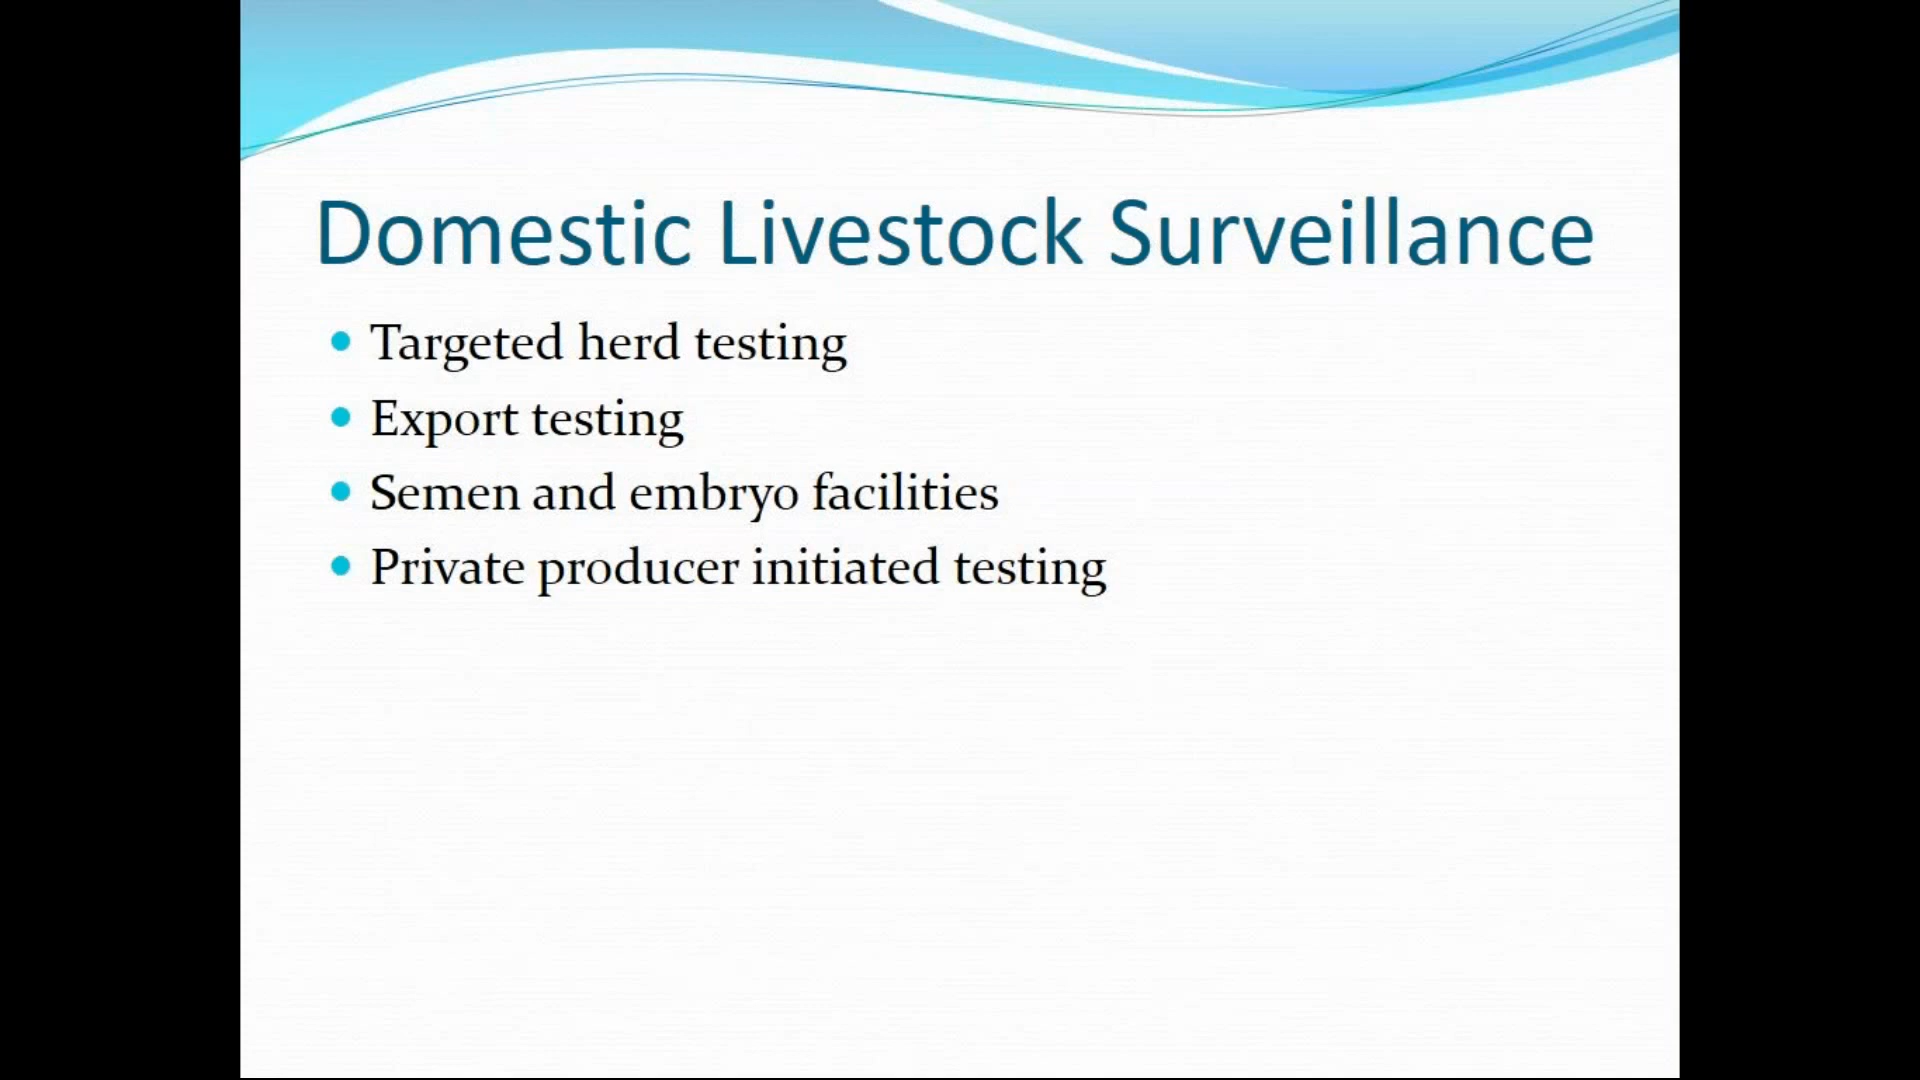 Domestic Livestock Surveillance
• Targeted herd testing
• Export testing
• Semen and embryo facilities
• Private producer initiated testing